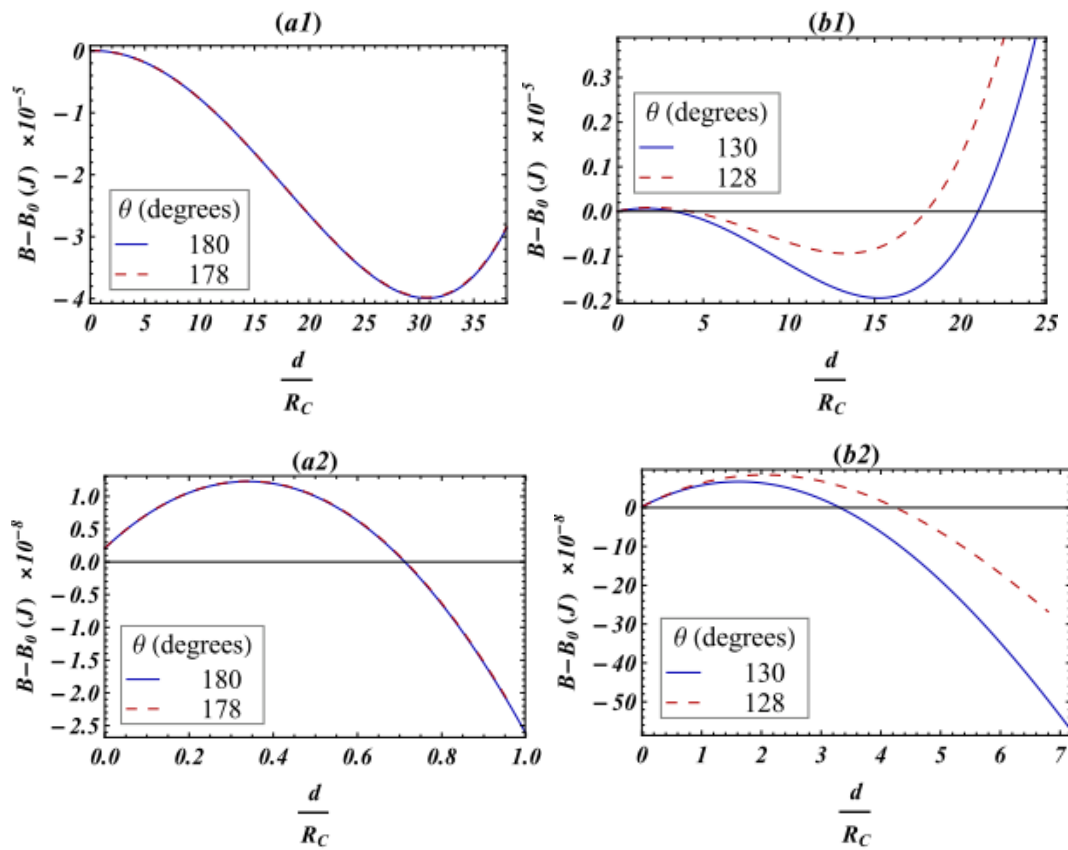 (a1)
B−B₀ (J) ×10⁻⁵
0
−1
−2
−3
−4
θ (degrees)
180
178
0 5 10 15 20 25 30 35
d
R_C
(b1)
B−B₀ (J) ×10⁻⁵
0.3
0.2
0.1
0.0
−0.1
−0.2
θ (degrees)
130
128
0 5 10 15 20 25
d
R_C
(a2)
B−B₀ (J) ×10⁻⁸
1.0
0.5
0.0
−0.5
−1.0
−1.5
−2.0
−2.5
θ (degrees)
180
178
0.0 0.2 0.4 0.6 0.8 1.0
d
R_C
(b2)
B−B₀ (J) ×10⁻⁸
0
−10
−20
−30
−40
−50
θ (degrees)
130
128
0 1 2 3 4 5 6 7
d
R_C